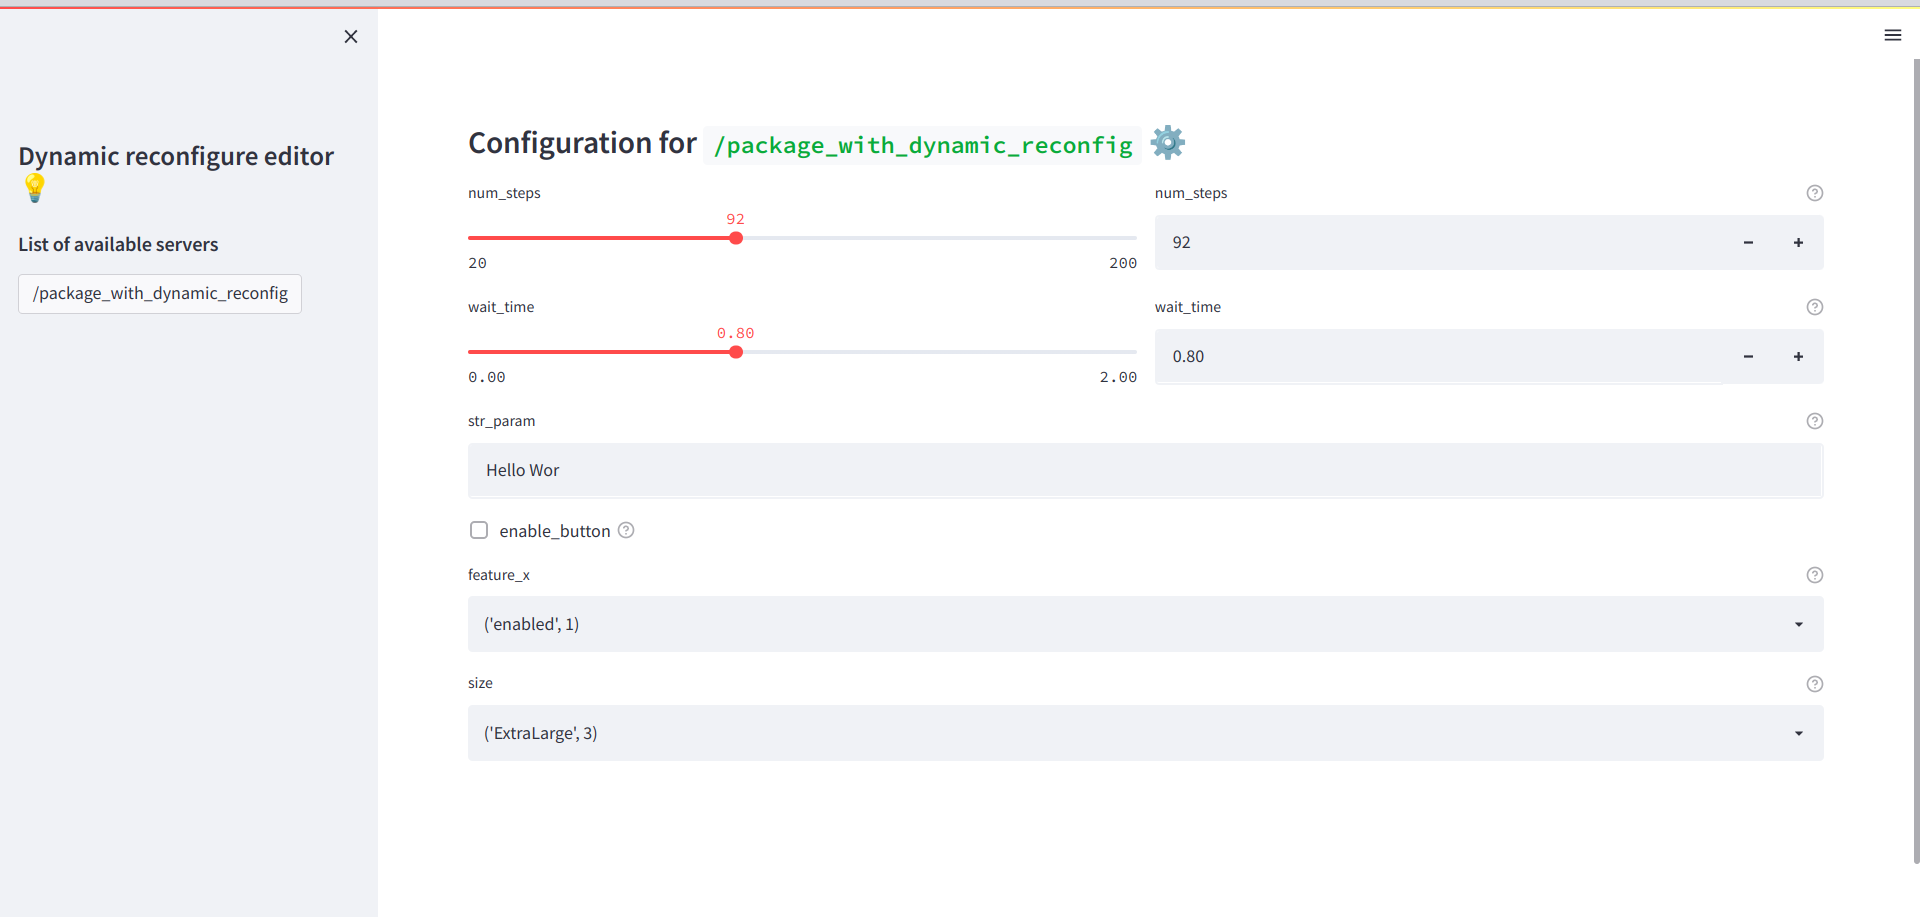 Dynamic reconfigure editor
💡
List of available servers
/package_with_dynamic_reconfig
Configuration for /package_with_dynamic_reconfig ⚙️
num_steps
92
20 200
num_steps
92
wait_time
0.80
0.00 2.00
wait_time
0.80
str_param
Hello Wor
enable_button
feature_x
('enabled', 1)
size
('ExtraLarge', 3)